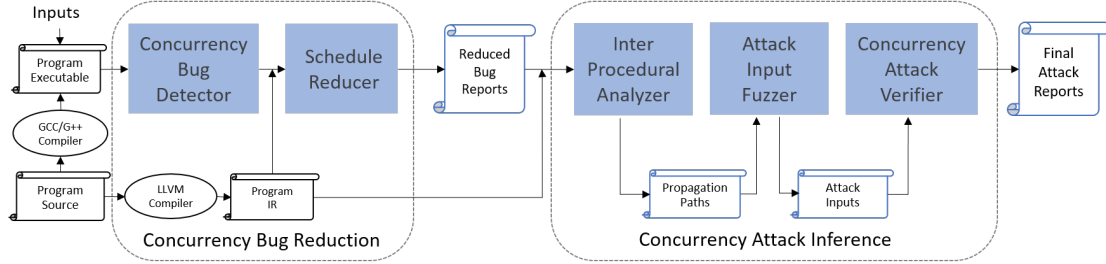 Inputs
Program
Executable
GCC/G++
Compiler
Program
Source
LLVM
Compiler
Program
IR
Concurrency
Bug
Detector
Schedule
Reducer
Concurrency Bug Reduction
Reduced
Bug
Reports
Inter
Procedural
Analyzer
Attack
Input
Fuzzer
Concurrency
Attack
Verifier
Propagation
Paths
Attack
Inputs
Concurrency Attack Inference
Final
Attack
Reports